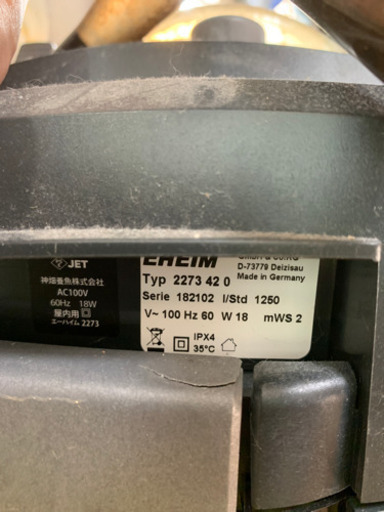 JET
神畑養魚株式会社
AC100V
60Hz 18W
屋内用
エーハイム 2273
EHEIM
GmbH & Co.KG
D-73779 Deizisau
Made in Germany
Typ 2273 42 0
Serie 182102 I/Std 1250
V~ 100 Hz 60 W 18 mWS 2
IPX4
35°C